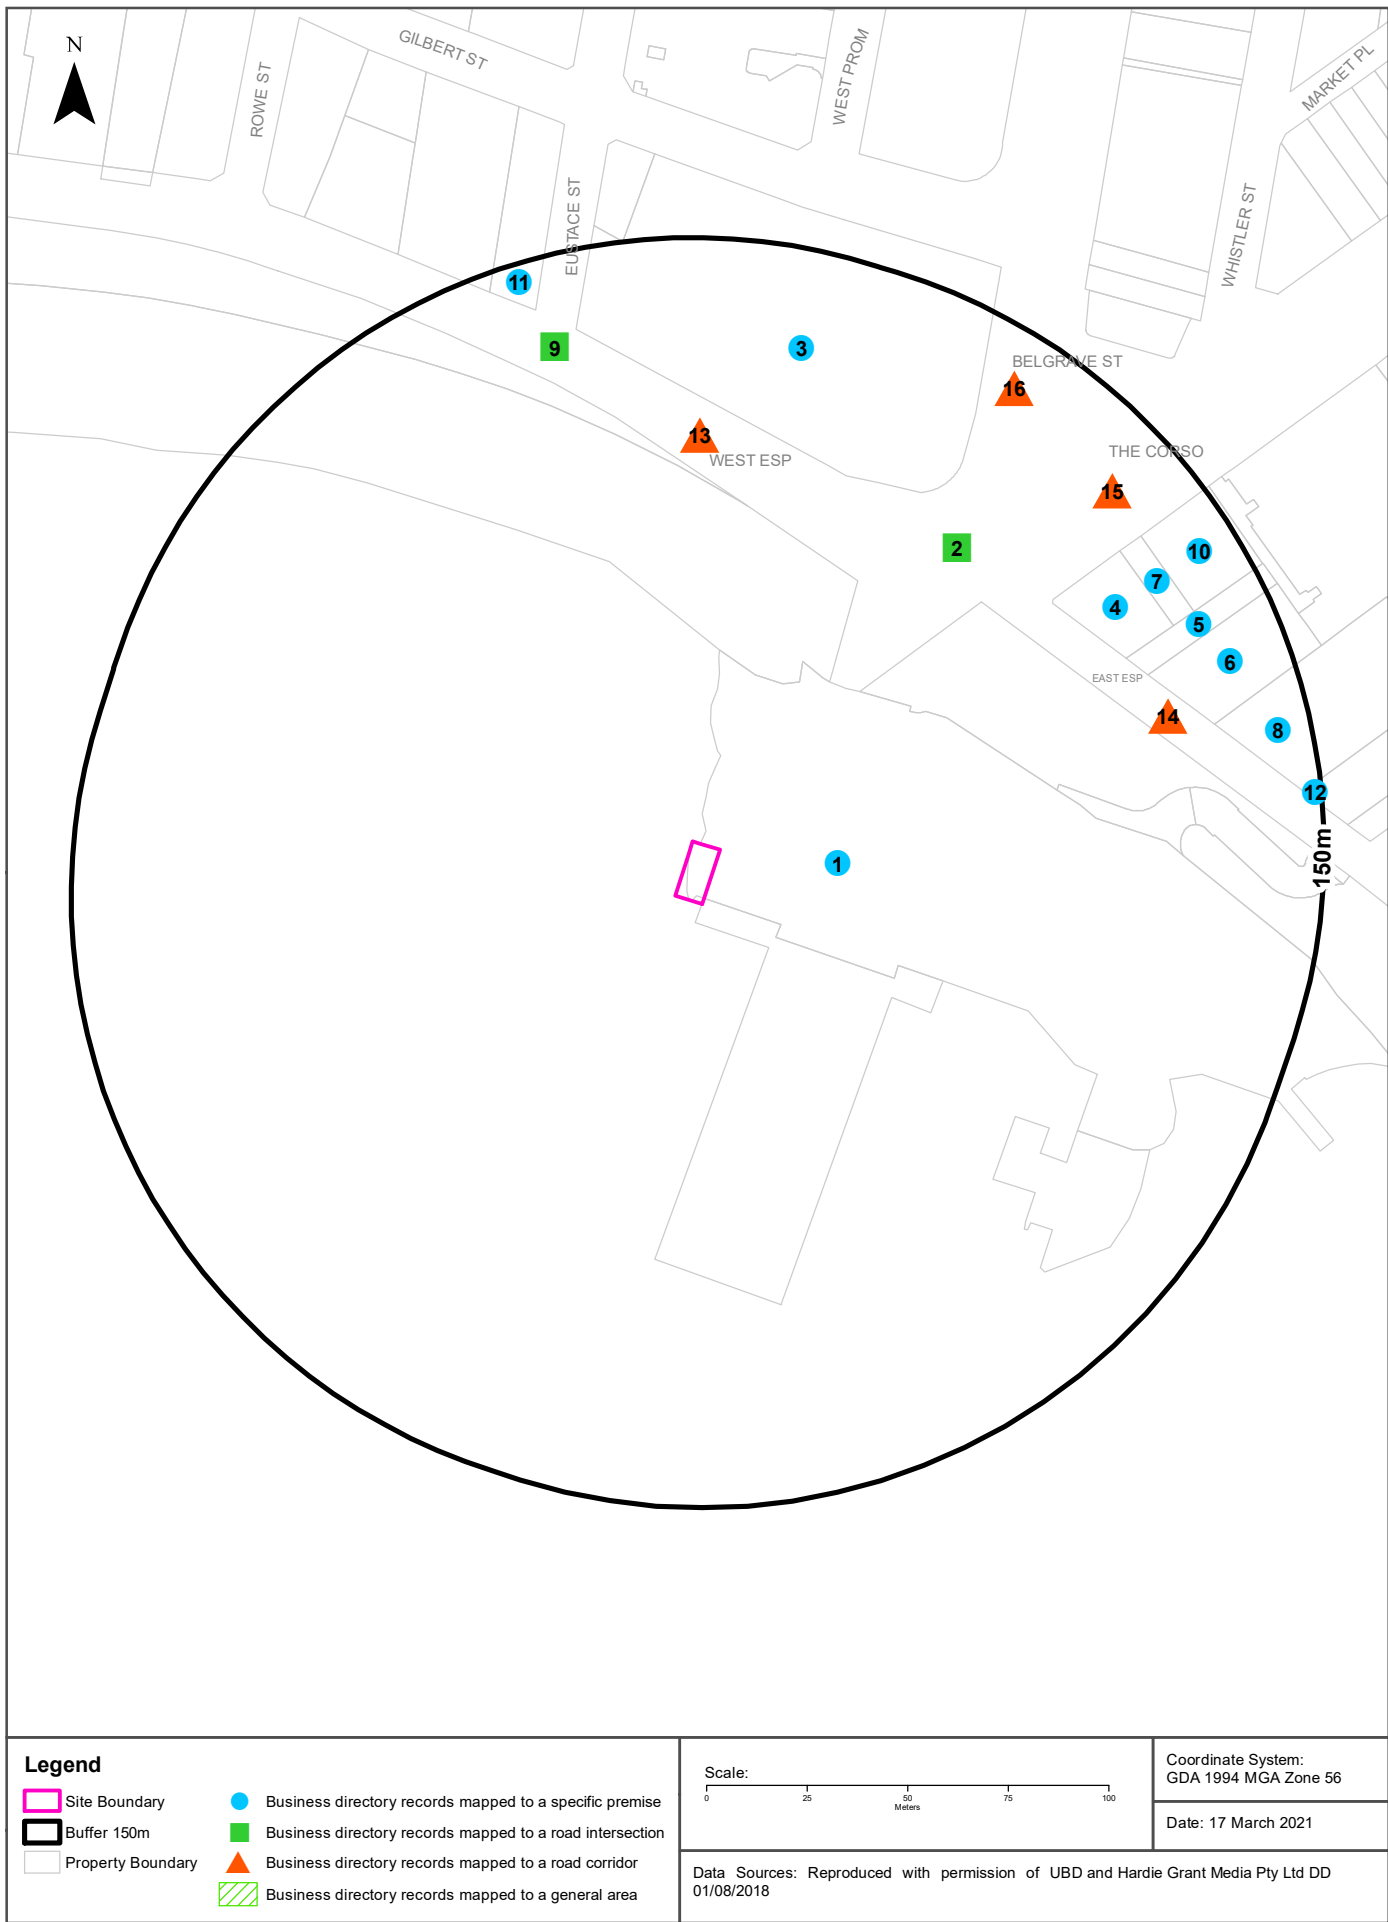 N
GILBERT ST
ROWE ST
WEST PROM
MARKET PL
EUSTACE ST
WHISTLER ST
11
9
3
BELGRAVE ST
16
13
WEST ESP
THE CORSO
15
2
10
7
4
5
6
EAST ESP
14
8
12
150m
1
Legend
Site Boundary
Buffer 150m
Property Boundary
Business directory records mapped to a specific premise
Business directory records mapped to a road intersection
Business directory records mapped to a road corridor
Business directory records mapped to a general area
Scale:
0 25 50 75 100
Meters
Coordinate System:
GDA 1994 MGA Zone 56
Date: 17 March 2021
Data Sources: Reproduced with permission of UBD and Hardie Grant Media Pty Ltd DD
01/08/2018